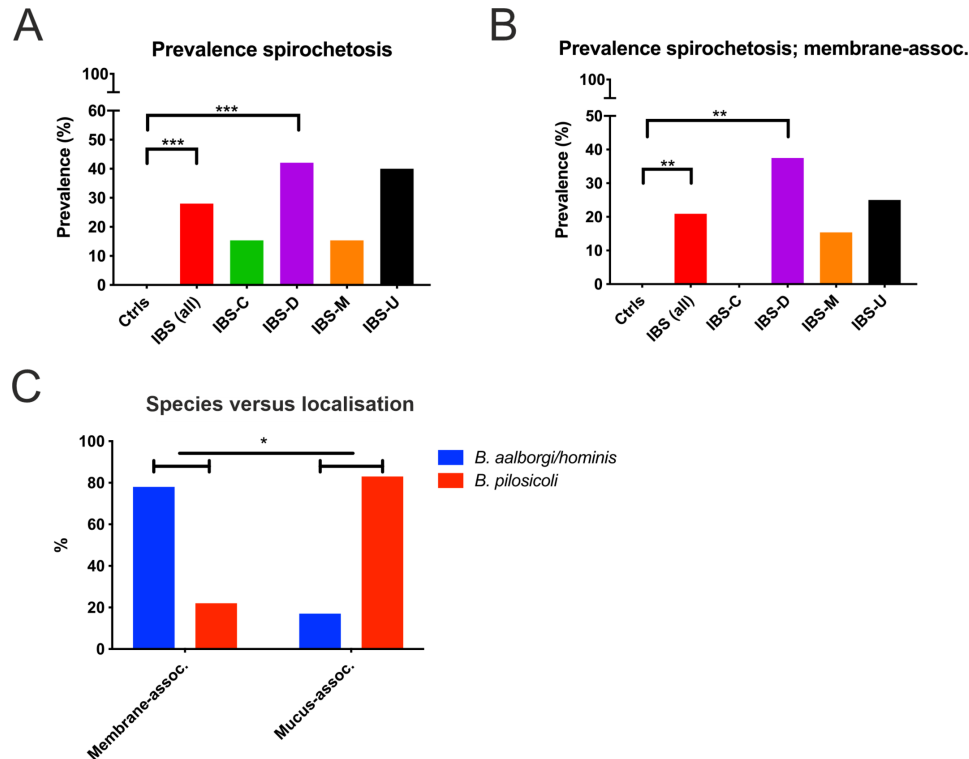 A
Prevalence spirochetosis
Prevalence (%)
100
60
50
40
30
20
10
0
***
***
Ctrls
IBS (all)
IBS-C
IBS-D
IBS-M
IBS-U
B
Prevalence spirochetosis; membrane-assoc.
Prevalence (%)
100
50
40
30
20
10
0
**
**
Ctrls
IBS (all)
IBS-C
IBS-D
IBS-M
IBS-U
C
Species versus localisation
%
100
80
60
40
20
0
*
Membrane-assoc.
Mucus-assoc.
B. aalborgi/hominis
B. pilosicoli